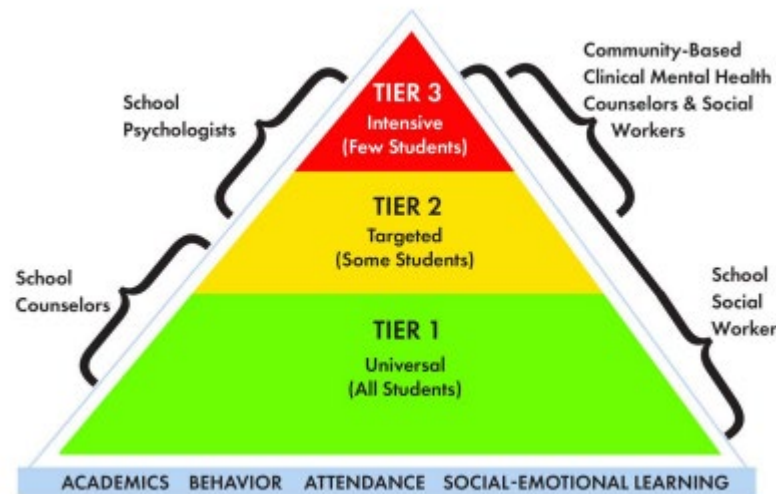 TIER 3
Intensive
(Few Students)
School
Psychologists
Community-Based
Clinical Mental Health
Counselors & Social
Workers
TIER 2
Targeted
(Some Students)
School
Counselors
School
Social
Worker
TIER 1
Universal
(All Students)
ACADEMICS BEHAVIOR ATTENDANCE SOCIAL-EMOTIONAL LEARNING